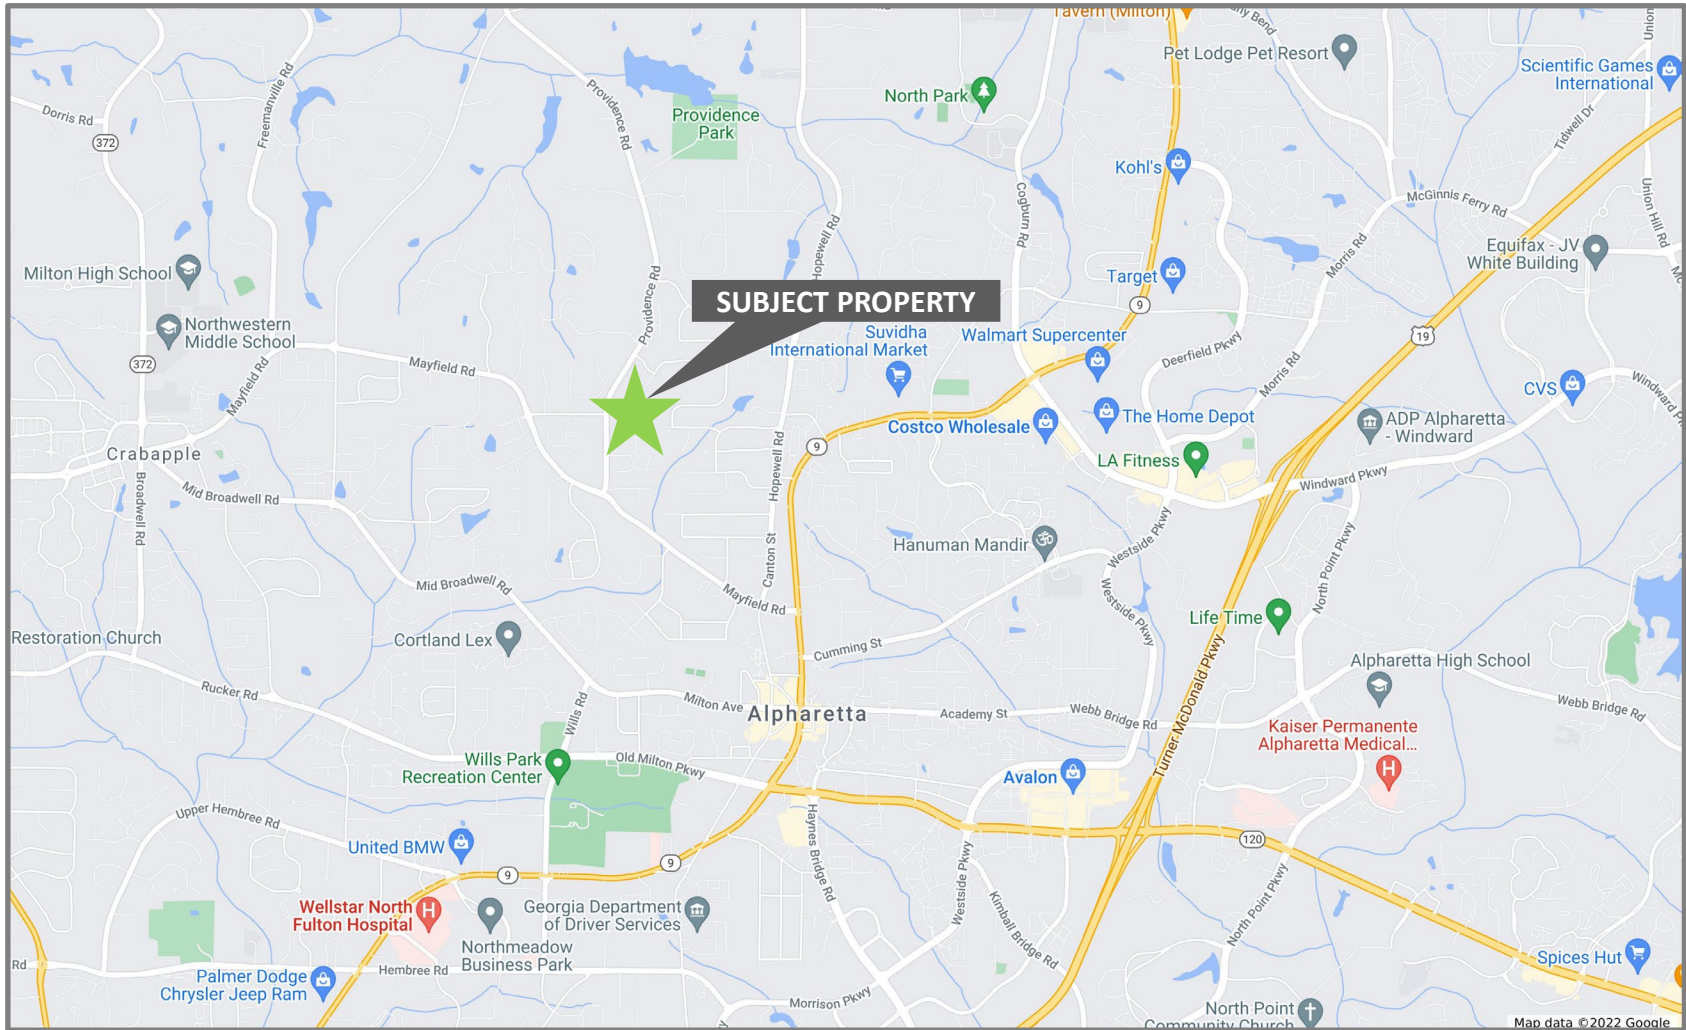 Tavern (Milton)
ny Bend
Union
Pet Lodge Pet Resort
Scientific Games
International
North Park
Providence
Park
Providence Rd
Freemanville Rd
Dorris Rd
372
Tidwell Dr
Kohl's
McGinnis Ferry Rd
Union Hill Rd
Cogburn Rd
Hopewell Rd
Morris Rd
Equifax - JV
White Building
Milton High School
Target
Providence Rd
SUBJECT PROPERTY
9
Northwestern
Middle School
Suvidha
International Market
Walmart Supercenter
19
Deerfield Pkwy
372
Mayfield Rd
Mayfield Rd
Morris Rd
CVS
Windward P
The Home Depot
Costco Wholesale
ADP Alpharetta
- Windward
Crabapple
9
LA Fitness
Hopewell Rd
Mid Broadwell Rd
Windward Pkwy
Broadwell Rd
Westside Pkwy
Hanuman Mandir
North Point Pkwy
Canton St
Mid Broadwell Rd
Mayfield Rd
Westside Pkwy
Life Time
Restoration Church
Cortland Lex
Cumming St
Alpharetta High School
Rucker Rd
Wills Rd
Milton Ave
Alpharetta
Academy St
Webb Bridge Rd
Webb Bridge Rd
Turner McDonald Pkwy
Kaiser Permanente
Alpharetta Medical...
H
Wills Park
Recreation Center
Old Milton Pkwy
Avalon
Upper Hembree Rd
Haynes Bridge Rd
United BMW
120
9
9
Westside Pkwy
Kimball Bridge Rd
North Point Pkwy
Wellstar North
Fulton Hospital
H
Georgia Department
of Driver Services
Northmeadow
Business Park
Spices Hut
Rd
Palmer Dodge
Chrysler Jeep Ram
Hembree Rd
Morrison Pkwy
North Point
Community Church
Map data ©2022 Google